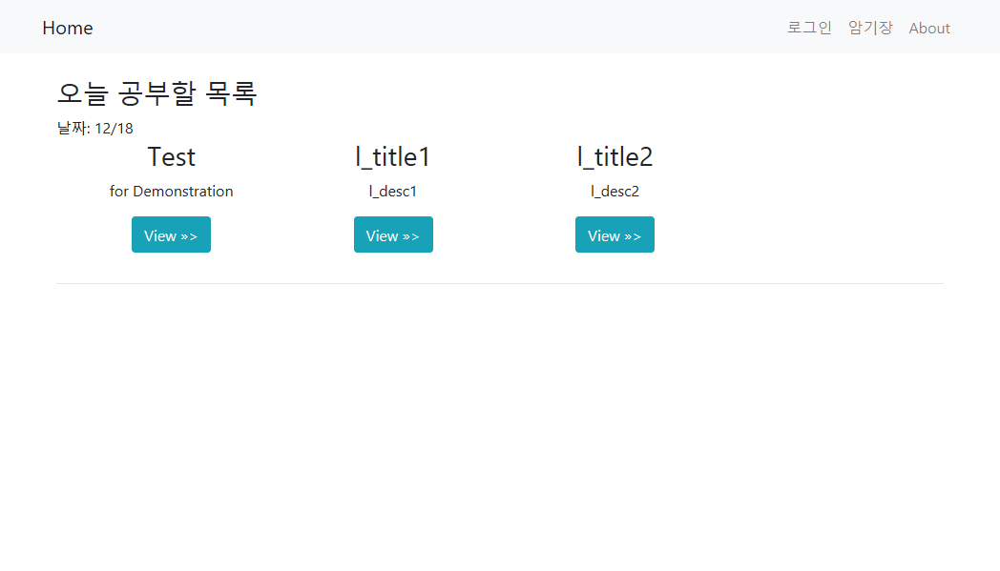 Home 로그인 암기장 About
오늘 공부할 목록
날짜: 12/18
Test l_title1 l_title2
for Demonstration l_desc1 l_desc2
View »> View »> View »>